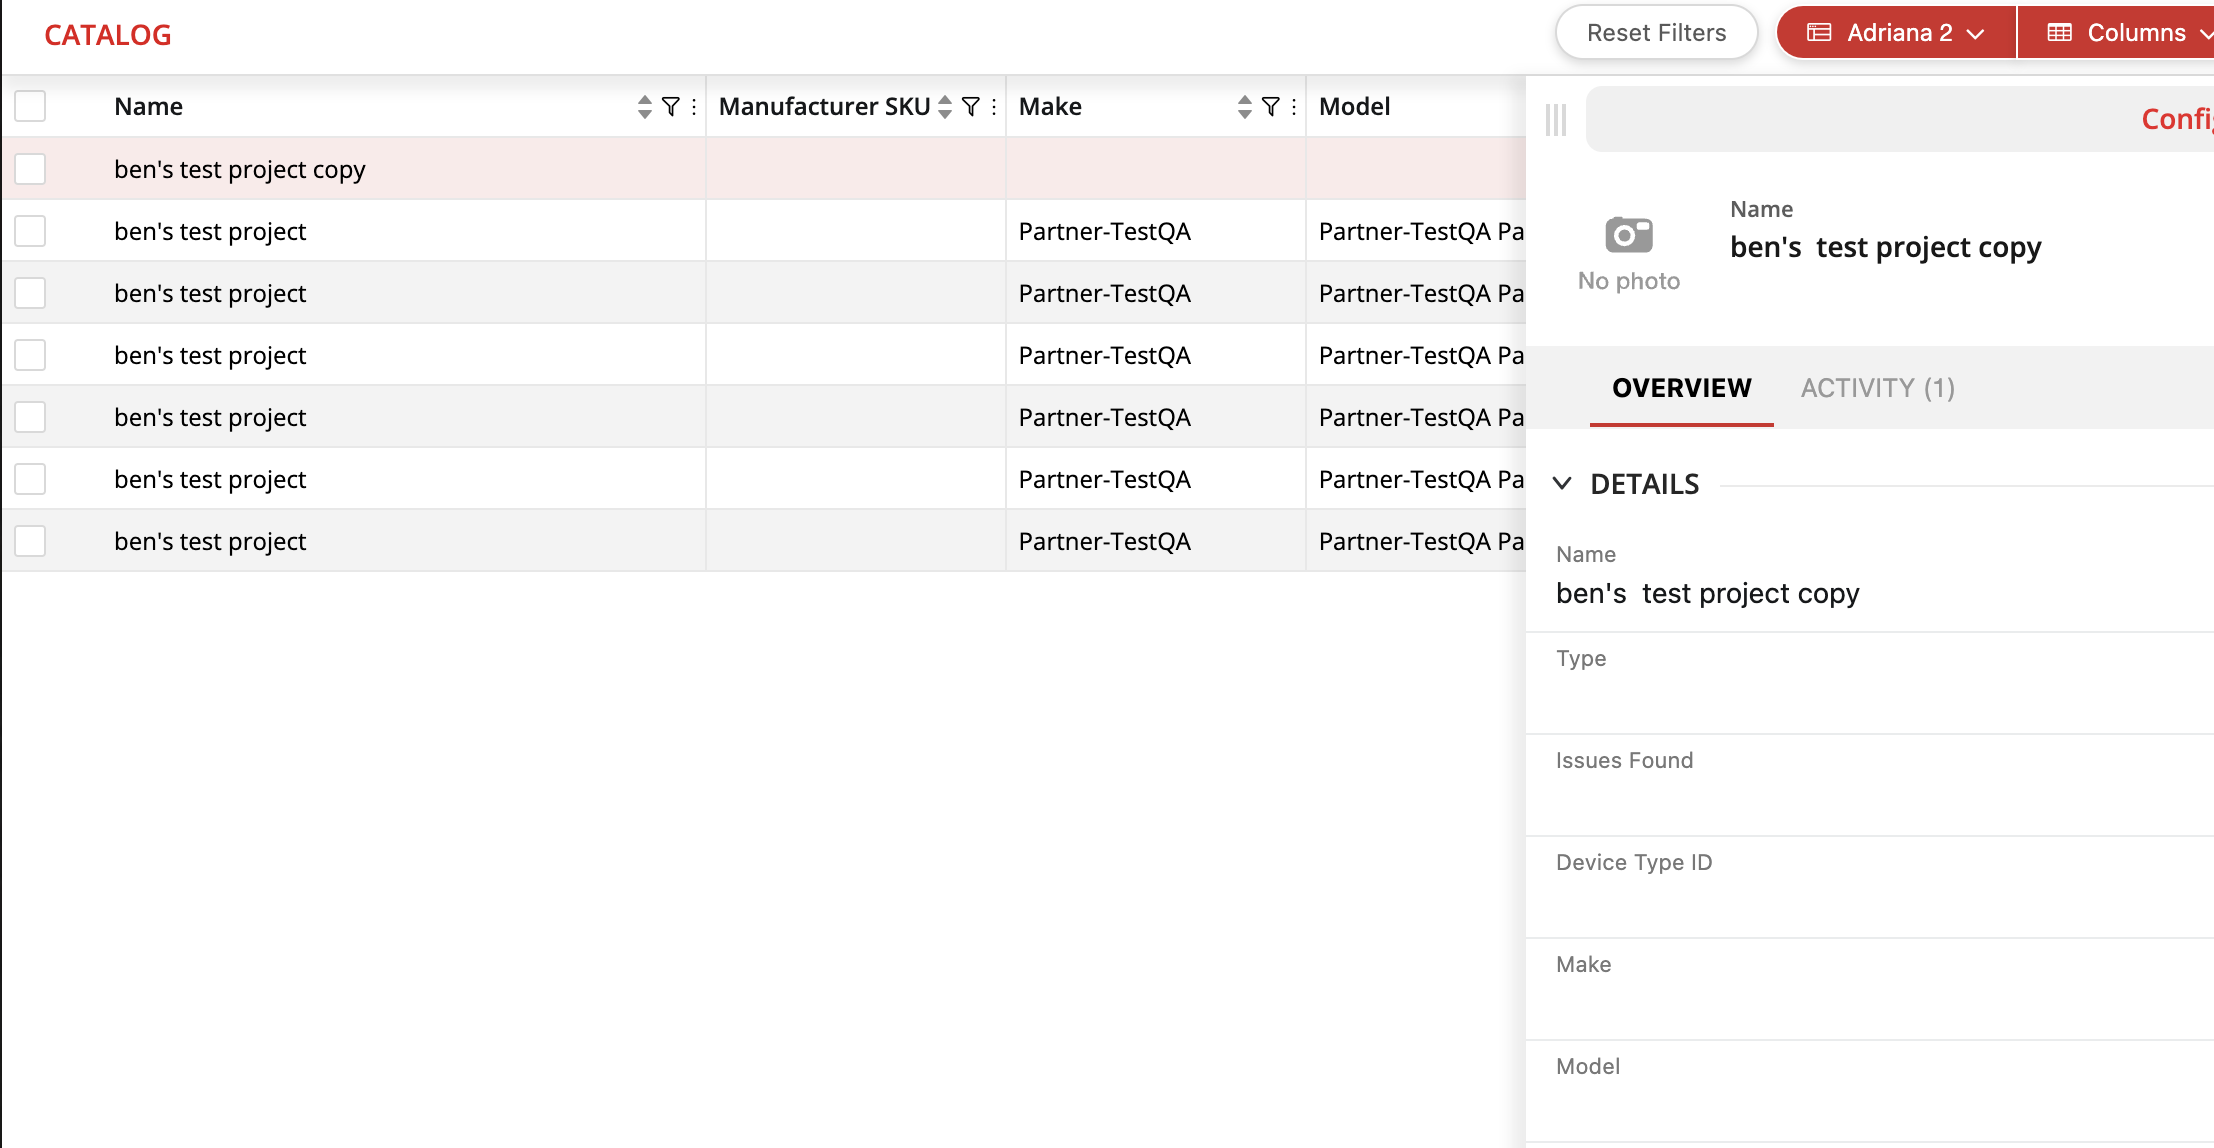 CATALOG
Reset Filters
Adriana 2
Columns
Name
Manufacturer SKU
Make
Model
ben's test project copy
ben's test project
Partner-TestQA
Partner-TestQA Pa
ben's test project
Partner-TestQA
Partner-TestQA Pa
ben's test project
Partner-TestQA
Partner-TestQA Pa
ben's test project
Partner-TestQA
Partner-TestQA Pa
ben's test project
Partner-TestQA
Partner-TestQA Pa
ben's test project
Partner-TestQA
Partner-TestQA Pa
No photo
Name
ben's  test project copy
OVERVIEW
ACTIVITY (1)
DETAILS
Name
ben's  test project copy
Type
Issues Found
Device Type ID
Make
Model